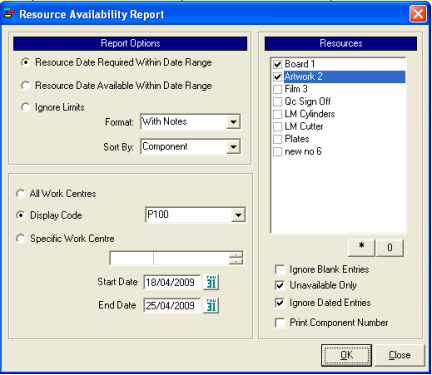 Resource Availability Report
Report Options
Resource Date Required Within Date Range
Resource Date Available Within Date Range
Ignore Limits
Format: With Notes
Sort By: Component
All Work Centres
Display Code P100
Specific Work Centre
Start Date 18/04/2009 31
End Date 25/04/2009 31
Resources
Board 1
Artwork 2
Film 3
Qc Sign Off
LM Cylinders
LM Cutter
Plates
new no 6
* 0
Ignore Blank Entries
Unavailable Only
Ignore Dated Entries
Print Component Number
OK Close